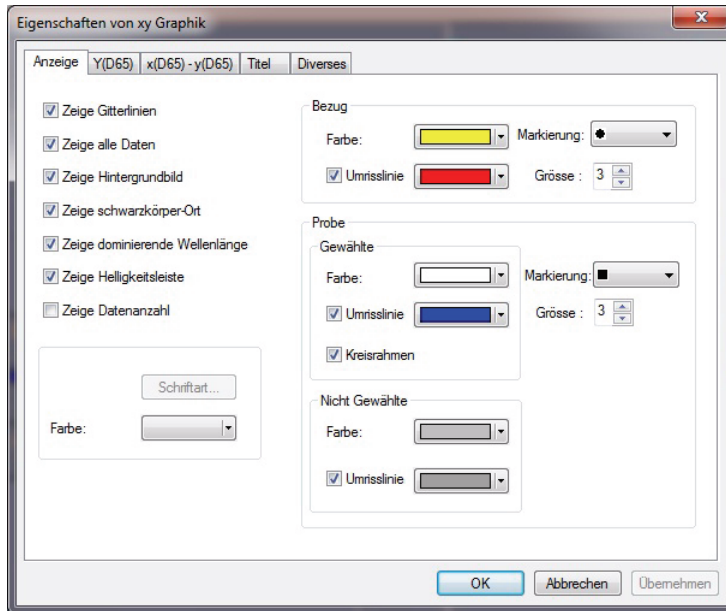 Eigenschaften von xy Graphik
Anzeige Y(D65) x(D65) - y(D65) Titel Diverses
Zeige Gitterlinien
Zeige alle Daten
Zeige Hintergrundbild
Zeige schwarzkörper-Ort
Zeige dominierende Wellenlänge
Zeige Helligkeitsleiste
Zeige Datenanzahl
Schriftart...
Farbe:
Bezug
Farbe: Markierung:
Umrisslinie Grösse : 3
Probe
Gewählte
Farbe: Markierung:
Umrisslinie Grösse : 3
Kreisrahmen
Nicht Gewählte
Farbe:
Umrisslinie
OK Abbrechen Übernehmen